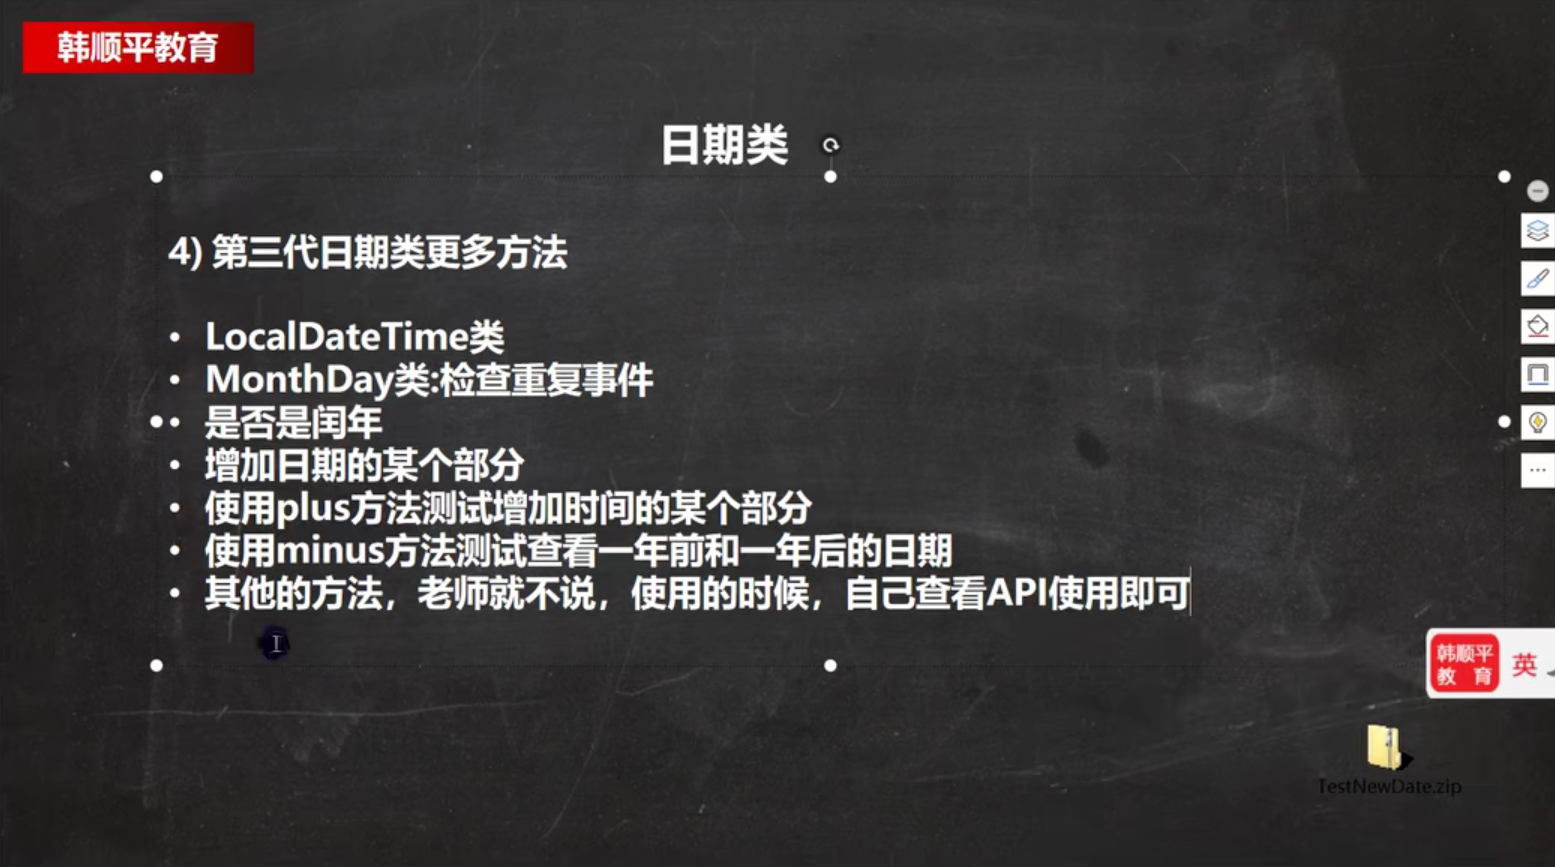 韩顺平教育
日期类
4) 第三代日期类更多方法
• LocalDateTime类
• MonthDay类:检查重复事件
• 是否是闰年
• 增加日期的某个部分
• 使用plus方法测试增加时间的某个部分
• 使用minus方法测试查看一年前和一年后的日期
• 其他的方法，老师就不说，使用的时候，自己查看API使用即可
韩顺平
教 育
英
TestNewDate.zip